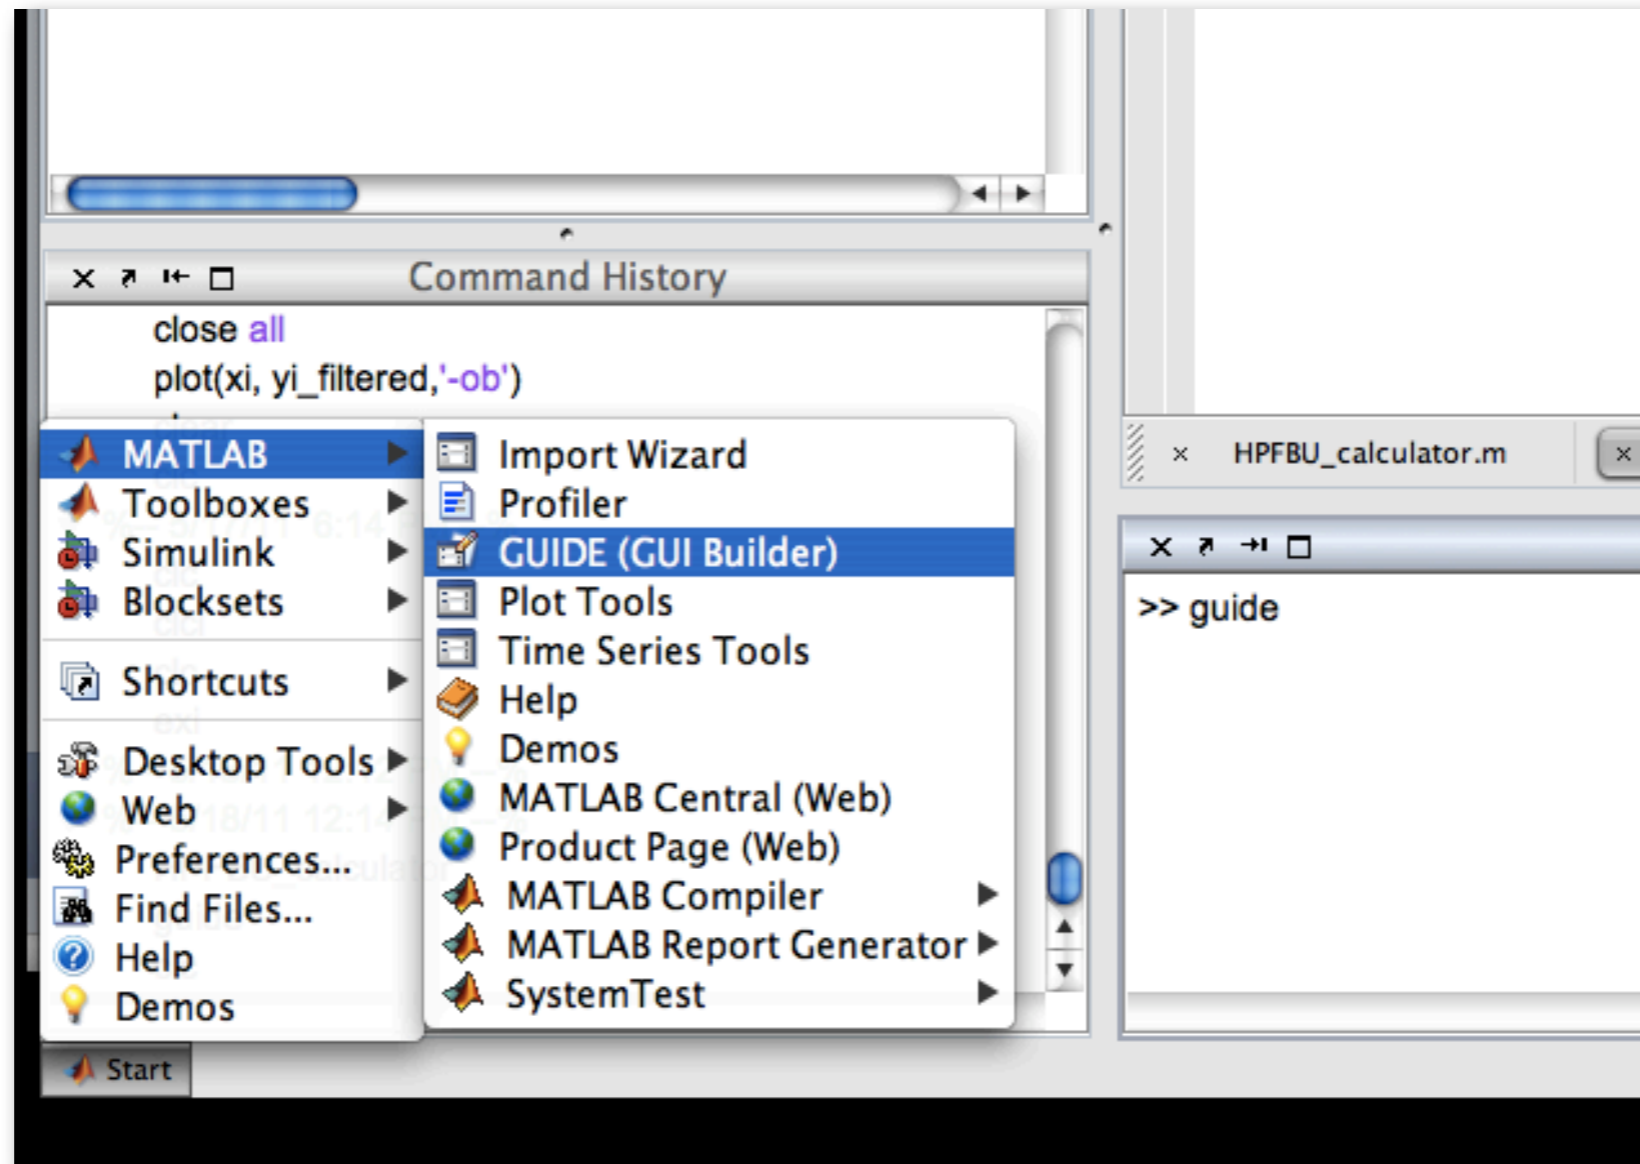 Command History
close all
plot(xi, yi_filtered,'-ob')
clear
MATLAB
Toolboxes
Simulink
Blocksets
Shortcuts
Desktop Tools
Web
Preferences...
Find Files...
Help
Demos
Start
Import Wizard
Profiler
GUIDE (GUI Builder)
Plot Tools
Time Series Tools
Help
Demos
MATLAB Central (Web)
Product Page (Web)
MATLAB Compiler
MATLAB Report Generator
SystemTest
HPFBU_calculator.m
>> guide